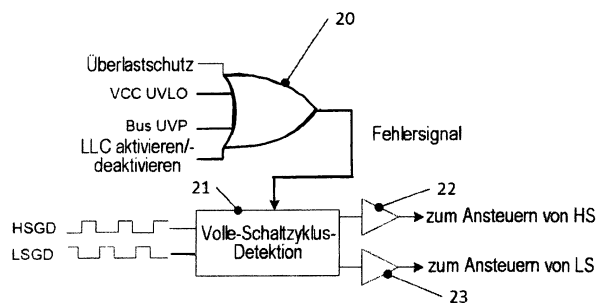 20
Überlastschutz
VCC UVLO
Bus UVP
LLC aktivieren/-
deaktivieren
Fehlersignal
21
22
HSGD
LSGD
Volle-Schaltzyklus-
Detektion
zum Ansteuern von HS
zum Ansteuern von LS
23